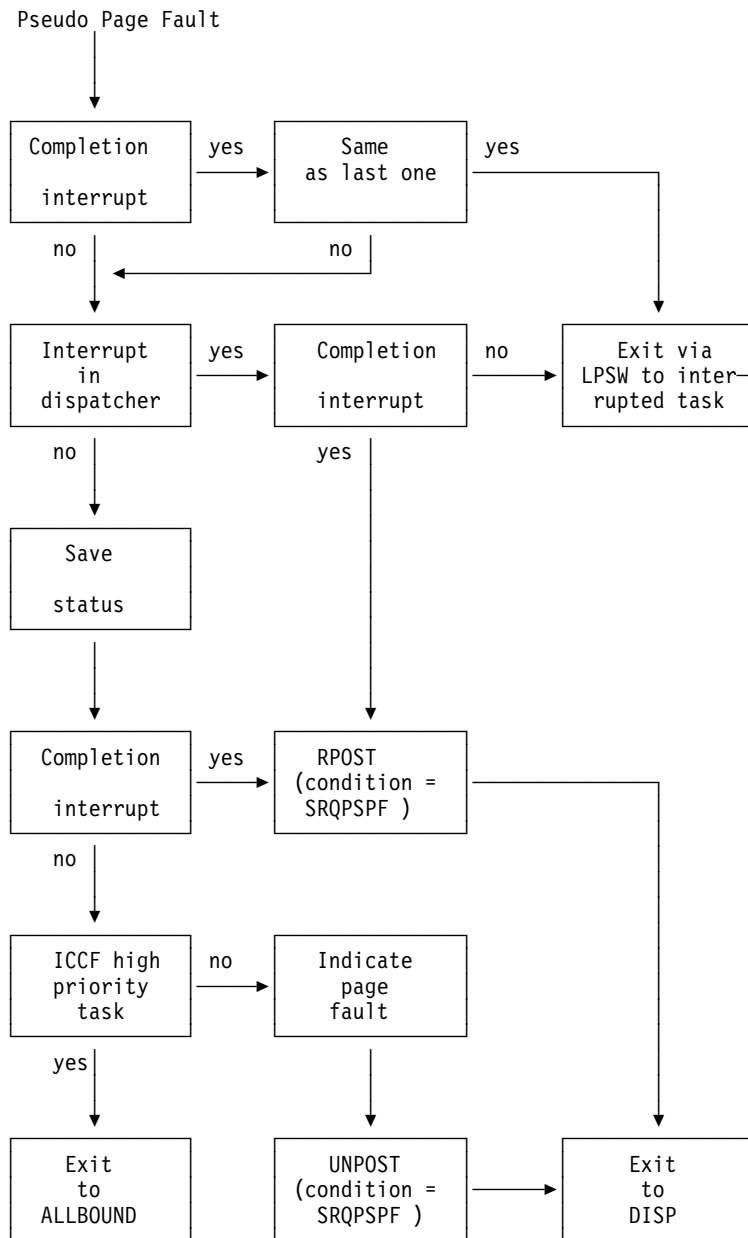 Pseudo Page Fault
Completion
interrupt
yes
Same
as last one
yes
no
no
Interrupt
in
dispatcher
yes
Completion
interrupt
no
Exit via
LPSW to inter-
rupted task
no
yes
Save
status
Completion
interrupt
yes
RPOST
(condition =
SRQPSPF )
no
ICCF high
priority
task
no
Indicate
page
fault
yes
Exit
to
ALLBOUND
UNPOST
(condition =
SRQPSPF )
Exit
to
DISP